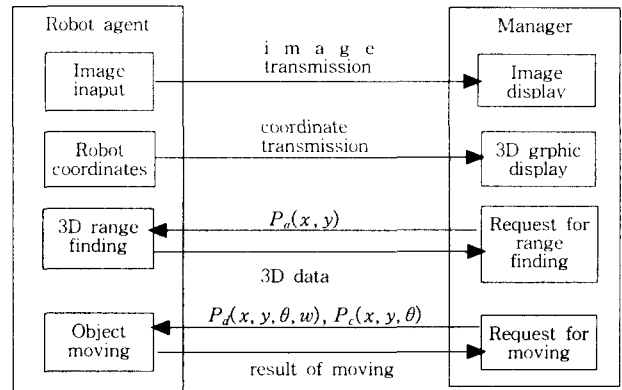 Robot agent
Manager
Image
inaput
image
transmission
Image
display
Robot
coordinates
coordinate
transmission
3D grphic
display
3D range
finding
Pₐ(x, y)
3D data
Request for
range
finding
Object
moving
P_d(x, y, θ, w), P_c(x, y, θ)
result of moving
Request for
moving